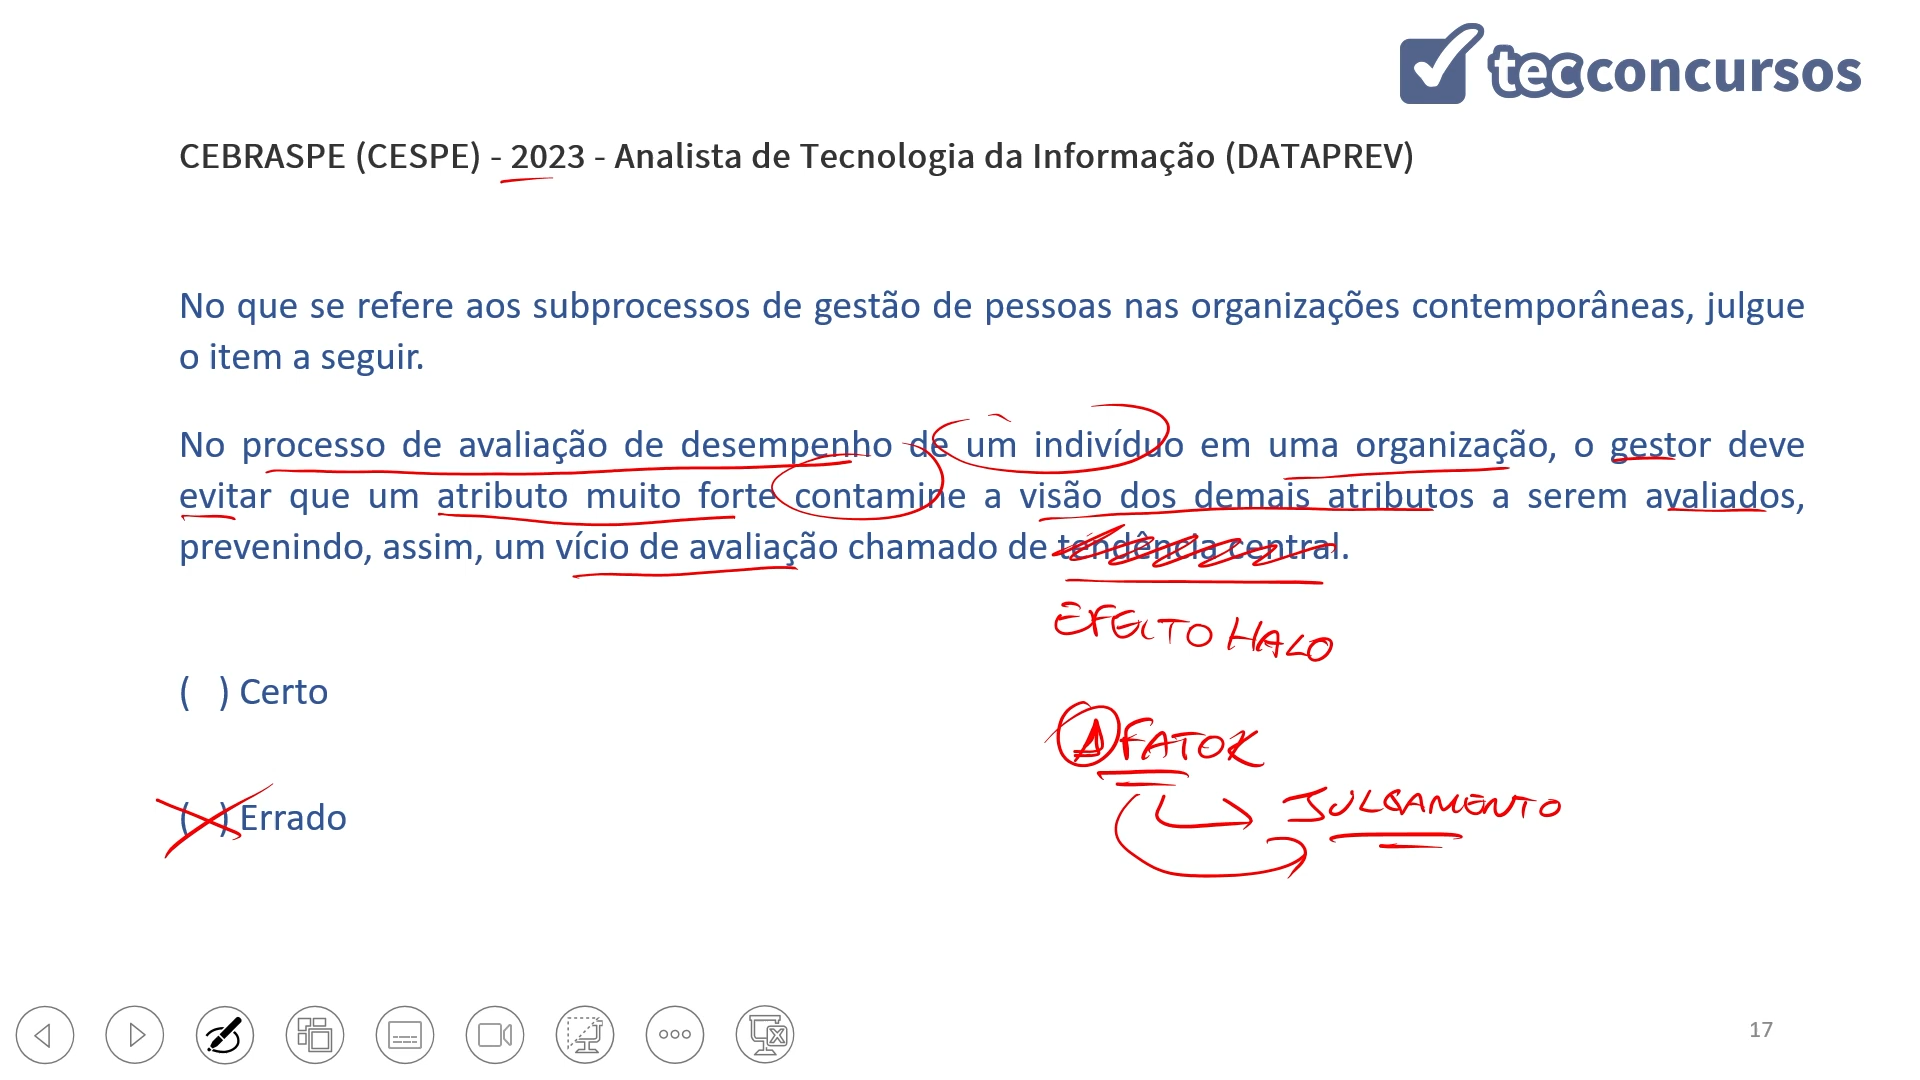 tecconcursos
CEBRASPE (CESPE) - 2023 - Analista de Tecnologia da Informação (DATAPREV)
No que se refere aos subprocessos de gestão de pessoas nas organizações contemporâneas, julgue
o item a seguir.
No processo de avaliação de desempenho de um indivíduo em uma organização, o gestor deve
evitar que um atributo muito forte contamine a visão dos demais atributos a serem avaliados,
prevenindo, assim, um vício de avaliação chamado de tendência central.
EFEITO HALO
( ) Certo
1 FATOR
JULGAMENTO
( ) Errado
17